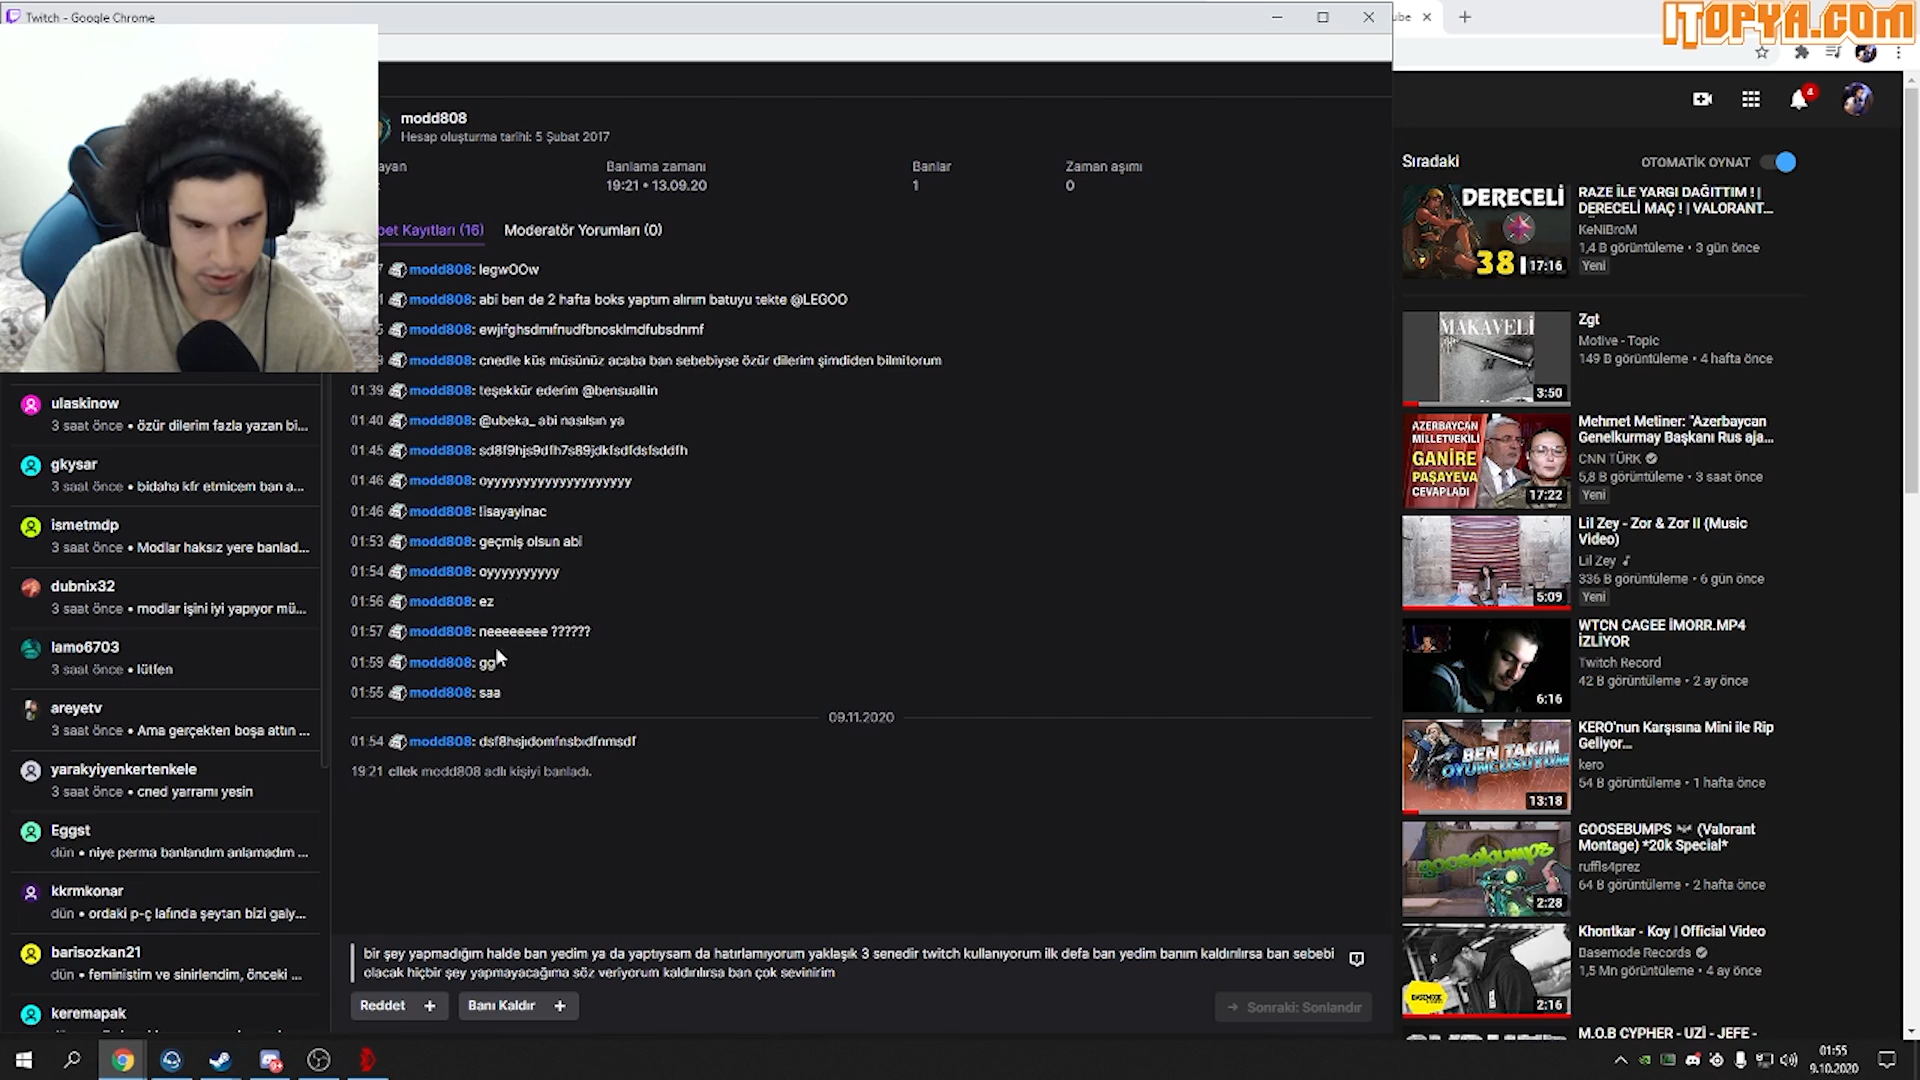 Twitch - Google Chrome
ube
ITOPYA.COM
4
modd808
Hesap oluşturma tarihi: 5 Şubat 2017
ayan
Banlama zamanı
19:21 • 13.09.20
Banlar
1
Zaman aşımı
0
bet Kayıtları (16)
Moderatör Yorumları (0)
modd808: legwOOw
modd808: abi ben de 2 hafta boks yaptım alırım batuyu tekte @LEGOO
modd808: ewjrfghsdmıfnudfbnosklmdfubsdnmf
modd808: cnedle küs müsünüz acaba ban sebebiyse özür dilerim şimdiden bilmitorum
01:39 modd808: teşekkür ederim @bensualtin
01:40 modd808: @ubeka_ abi nasılsın ya
01:45 modd808: sd8f9hjs9dfh7s89jdkfsdfdsfsddfh
01:46 modd808: oyyyyyyyyyyyyyyyyyyyy
01:46 modd808: !isayayinac
01:53 modd808: geçmiş olsun abi
01:54 modd808: oyyyyyyyyyy
01:56 modd808: ez
01:57 modd808: neeeeeeee ??????
01:59 modd808: gg
01:55 modd808: saa
09.11.2020
01:54 modd808: dsf8hsjıdomfnsbıdfnmsdf
19:21 cllek modd808 adlı kişiyi banladı.
bir şey yapmadığım halde ban yedim ya da yaptıysam da hatırlamıyorum yaklaşık 3 senedir twitch kullanıyorum ilk defa ban yedim banım kaldırılırsa ban sebebi
olacak hiçbir şey yapmayacağıma söz veriyorum kaldırılırsa ban çok sevinirim
Reddet +
Banı Kaldır +
→ Sonraki: Sonlandır
ulaskinow
3 saat önce • özür dilerim fazla yazan bi...
gkysar
3 saat önce • bidaha kfr etmicem ban a...
ismetmdp
3 saat önce • Modlar haksız yere banlad...
dubnix32
3 saat önce • modlar işini iyi yapıyor mü...
lamo6703
3 saat önce • lütfen
areyetv
3 saat önce • Ama gerçekten boşa attın ...
yarakyiyenkertenkele
3 saat önce • cned yarramı yesin
Eggst
dün • niye perma banlandım anlamadım ...
kkrmkonar
dün • ordaki p-ç lafında şeytan bizi galy...
barisozkan21
dün • feministim ve sinirlendim, önceki ...
keremapak
Sıradaki
OTOMATİK OYNAT
DERECELİ
38
17:16
RAZE İLE YARGI DAĞITTIM ! |
DERECELİ MAÇ ! | VALORANT...
KeNiBroM
1,4 B görüntüleme • 3 gün önce
Yeni
MAKAVELİ
3:50
Zgt
Motive - Topic
149 B görüntüleme • 4 hafta önce
AZERBAYCAN
MİLLETVEKİLİ
GANİRE
PAŞAYEVA
CEVAPLADI
17:22
Mehmet Metiner: "Azerbaycan
Genelkurmay Başkanı Rus aja...
CNN TÜRK
5,8 B görüntüleme • 3 saat önce
Yeni
5:09
Lil Zey - Zor & Zor II (Music
Video)
Lil Zey
336 B görüntüleme • 6 gün önce
Yeni
6:16
WTCN CAGEE İMORR.MP4
İZLİYOR
Twitch Record
42 B görüntüleme • 2 ay önce
BEN TAKIM
OYUNCUSUYUM
13:18
KERO'nun Karşısına Mini ile Rip
Geliyor...
kero
54 B görüntüleme • 1 hafta önce
goosebumps
2:28
GOOSEBUMPS (Valorant
Montage) *20k Special*
ruffls4prez
64 B görüntüleme • 2 hafta önce
BASEMODE
2:16
Khontkar - Koy | Official Video
Basemode Records
1,5 Mn görüntüleme • 4 ay önce
M.O.B CYPHER - UZİ - JEFE -
01:55
9.10.2020